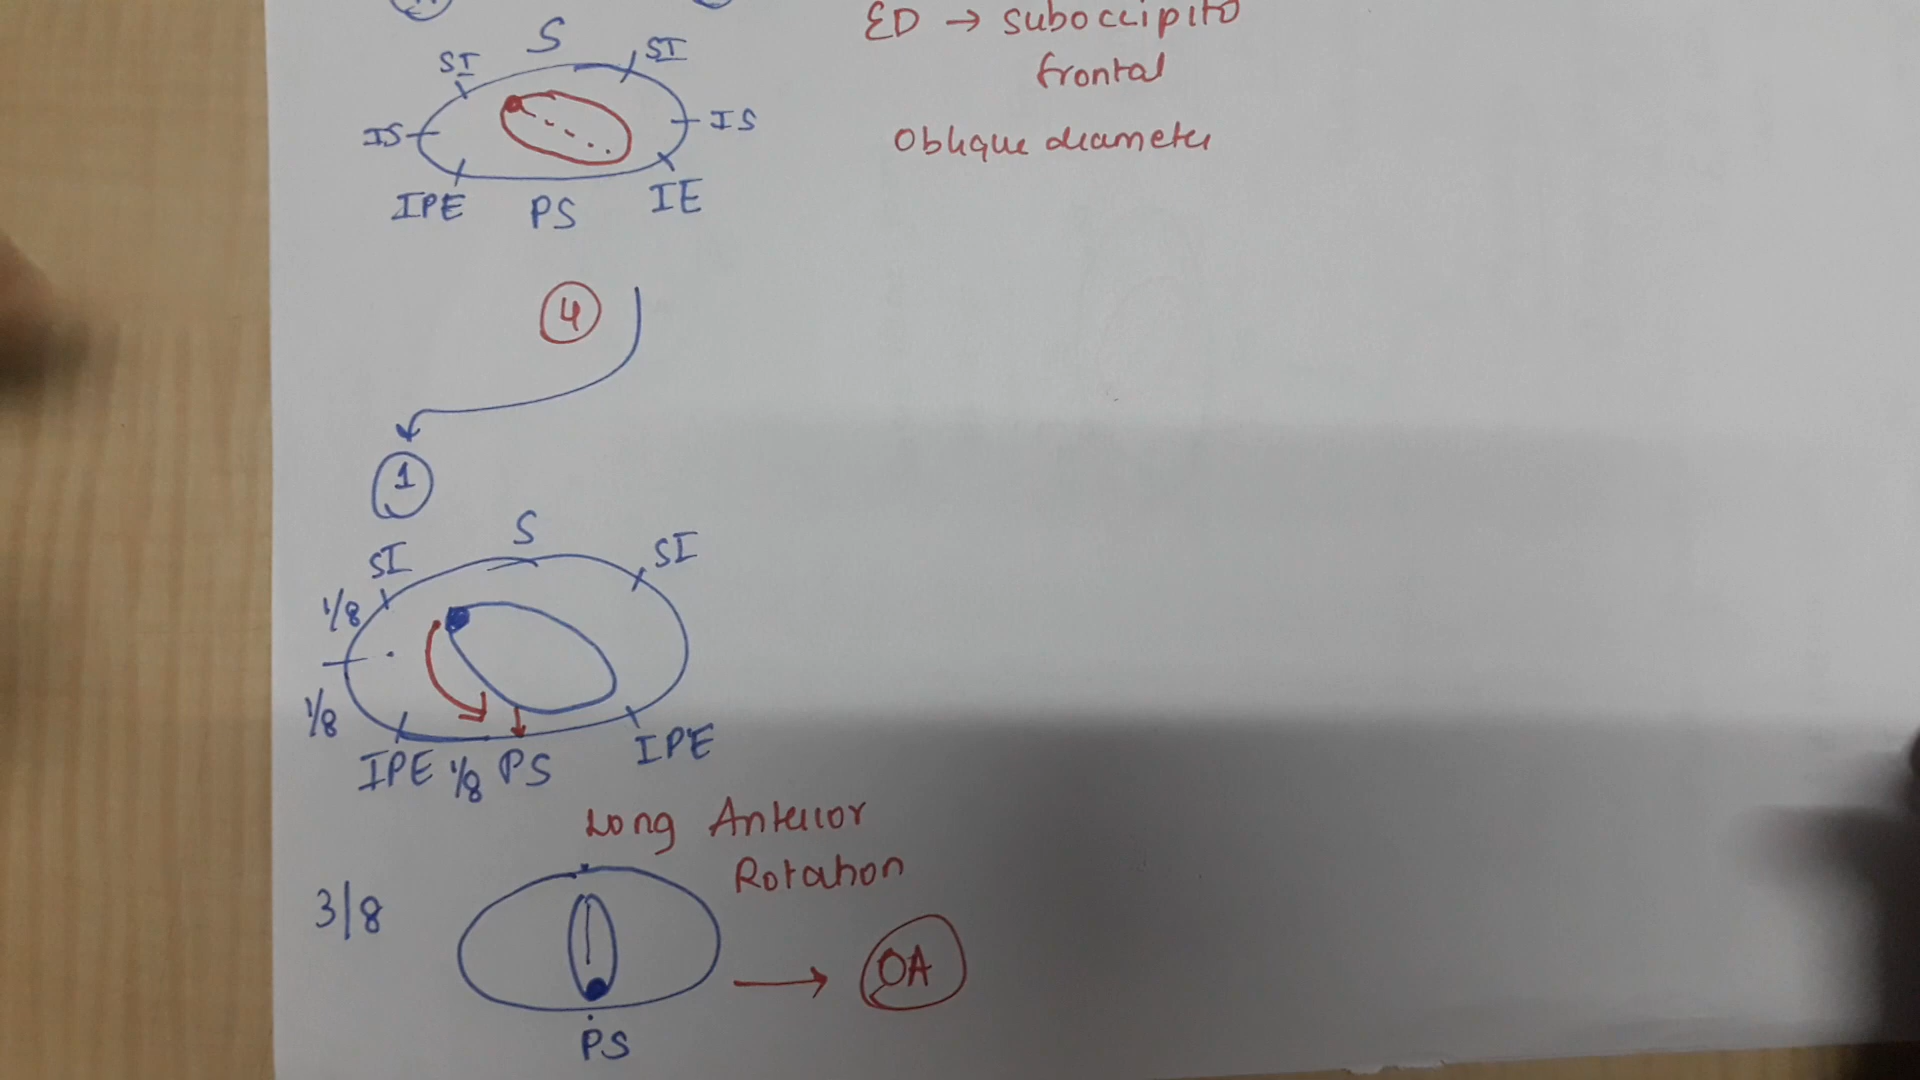 ED → suboccipito
frontal
Oblique diameter
S
SI
SI
IS
IS
IPE
PS
IE
4
1
S
SI
SI
1/8
1/8
IPE
1/8
PS
IPE
Long Anterior
Rotation
3/8
OA
PS